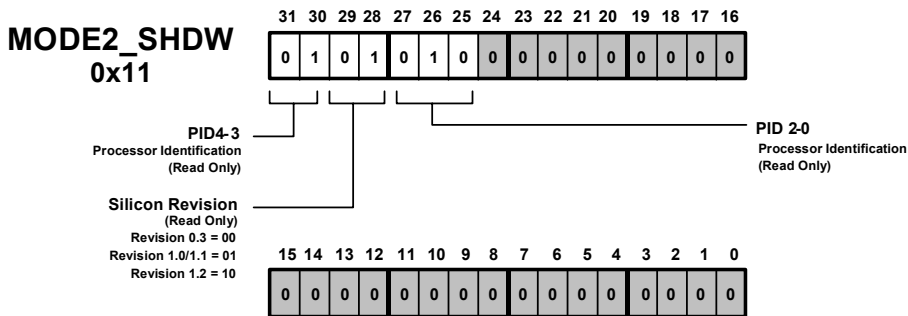 31 30 29 28 27 26 25 24 23 22 21 20 19 18 17 16
MODE2_SHDW
0x11
0 1 0 1 0 1 0 0 0 0 0 0 0 0 0 0
PID4-3
Processor Identification
(Read Only)
PID 2-0
Processor Identification
(Read Only)
Silicon Revision
(Read Only)
Revision 0.3 = 00
Revision 1.0/1.1 = 01
Revision 1.2 = 10
15 14 13 12 11 10 9 8 7 6 5 4 3 2 1 0
0 0 0 0 0 0 0 0 0 0 0 0 0 0 0 0